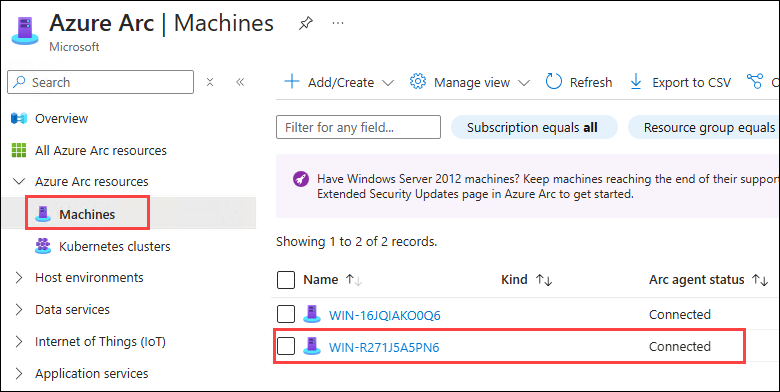 Azure Arc | Machines
Microsoft
Search
Overview
All Azure Arc resources
Azure Arc resources
Machines
Kubernetes clusters
Host environments
Data services
Internet of Things (IoT)
Application services
Add/Create
Manage view
Refresh
Export to CSV
Filter for any field...
Subscription equals all
Resource group equals
Have Windows Server 2012 machines? Keep machines reaching the end of their support
Extended Security Updates page in Azure Arc to get started.
Showing 1 to 2 of 2 records.
Name Kind Arc agent status
WIN-16JQIAKO0Q6 Connected
WIN-R271J5A5PN6 Connected